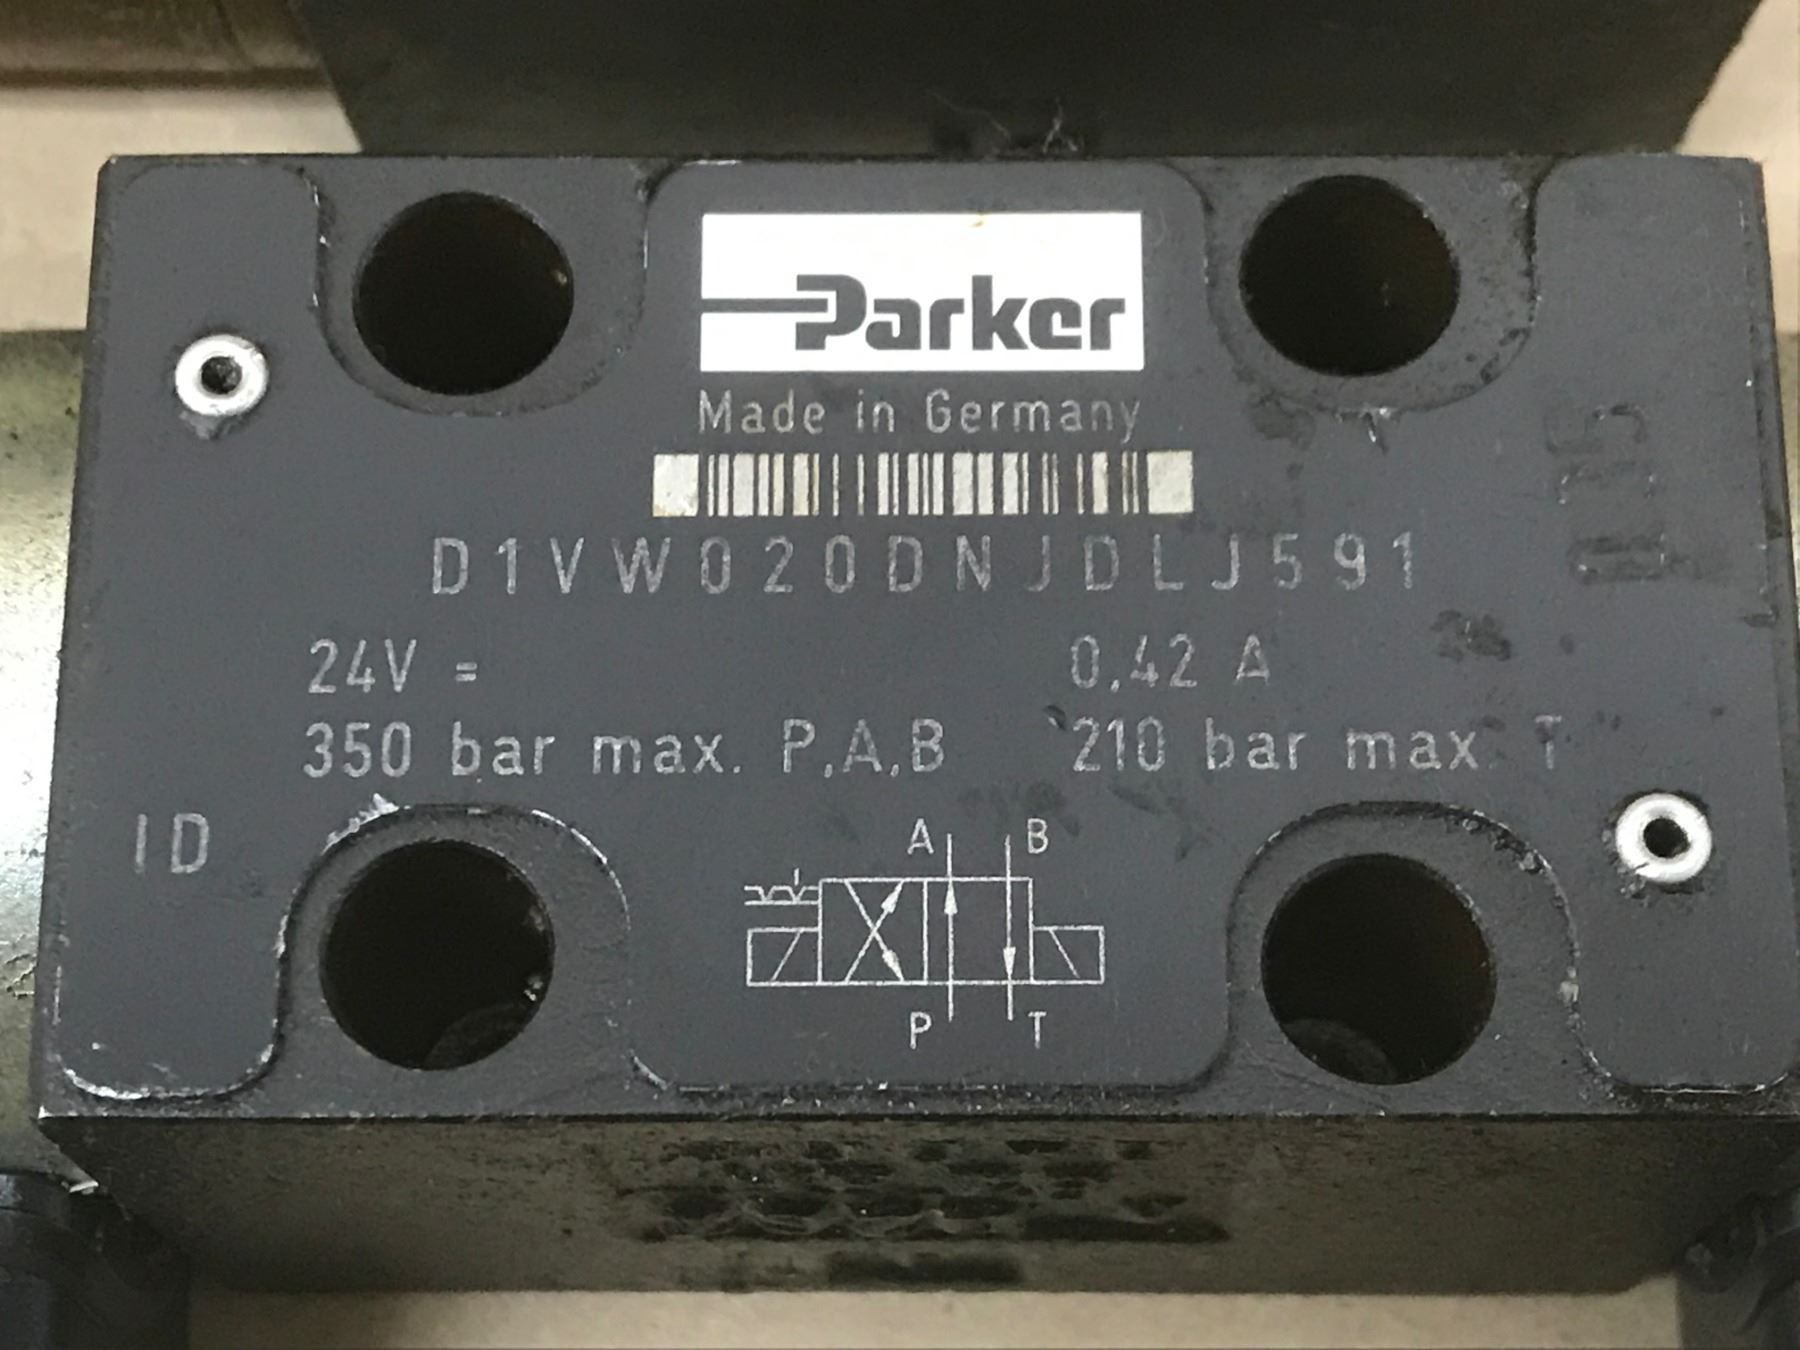 Parker
Made in Germany
D1VW020DNJDLJ591
24V = 0,42 A
350 bar max. P,A,B 210 bar max. T
ID
A B
P T